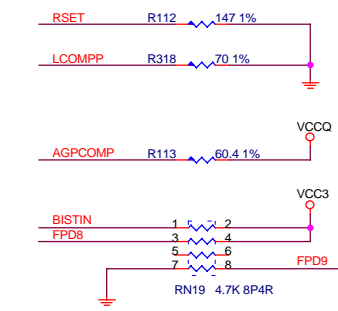 RSET R112 147 1%
LCOMPP R318 70 1%
VCCQ
AGPCOMP R113 60.4 1%
VCC3
BISTIN 1 2
FPD8 3 4
5 6
7 8 FPD9
RN19 4.7K 8P4R